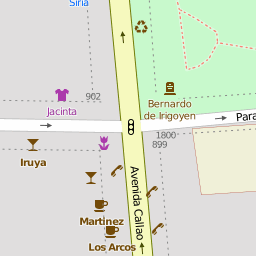 Siria
902
Jacinta
Bernardo
de Irigoyen
Para
1800
899
Iruya
Avenida Callao
Martinez
Los Arcos